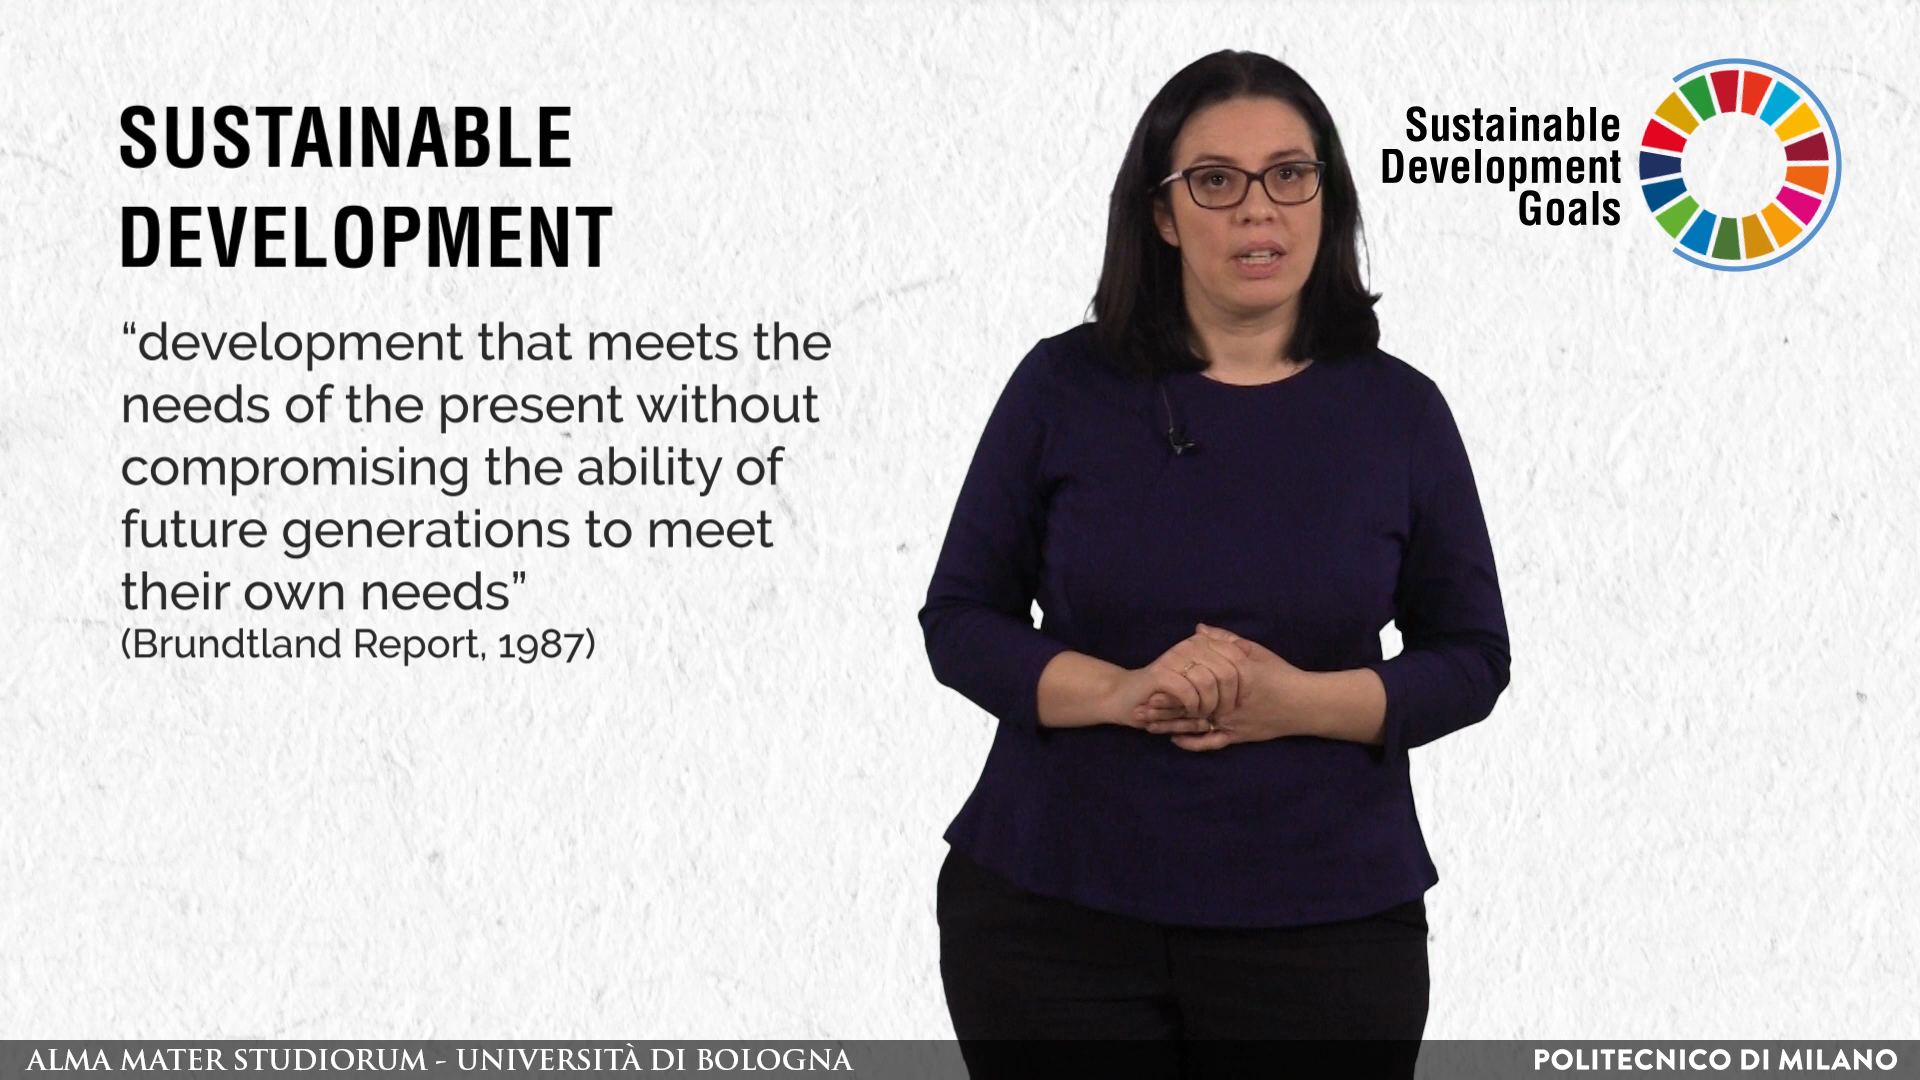 SUSTAINABLE
DEVELOPMENT
“development that meets the
needs of the present without
compromising the ability of
future generations to meet
their own needs”
(Brundtland Report, 1987)
Sustainable
Development
Goals
ALMA MATER STUDIORUM - UNIVERSITÀ DI BOLOGNA
POLITECNICO DI MILANO